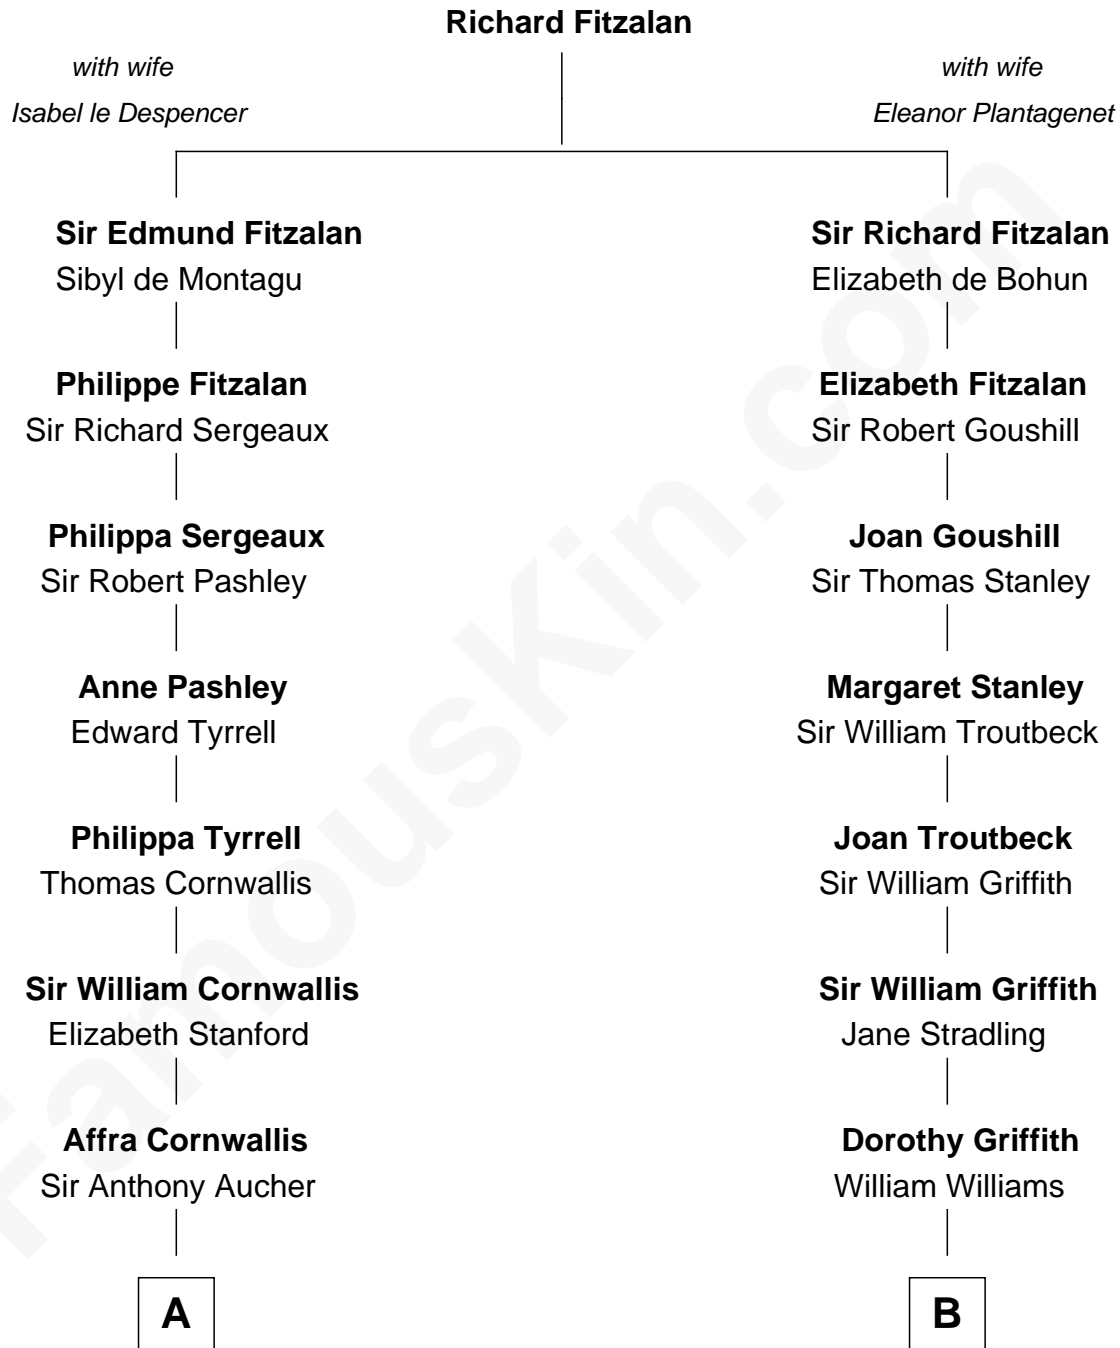 Richard Fitzalan
with wife
Isabel le Despencer
with wife
Eleanor Plantagenet
Sir Edmund Fitzalan
Sibyl de Montagu
Sir Richard Fitzalan
Elizabeth de Bohun
Philippe Fitzalan
Sir Richard Sergeaux
Elizabeth Fitzalan
Sir Robert Goushill
Philippa Sergeaux
Sir Robert Pashley
Joan Goushill
Sir Thomas Stanley
Anne Pashley
Edward Tyrrell
Margaret Stanley
Sir William Troutbeck
Philippa Tyrrell
Thomas Cornwallis
Joan Troutbeck
Sir William Griffith
Sir William Cornwallis
Elizabeth Stanford
Sir William Griffith
Jane Stradling
Affra Cornwallis
Sir Anthony Aucher
Dorothy Griffith
William Williams
A
B
FamousKin.com